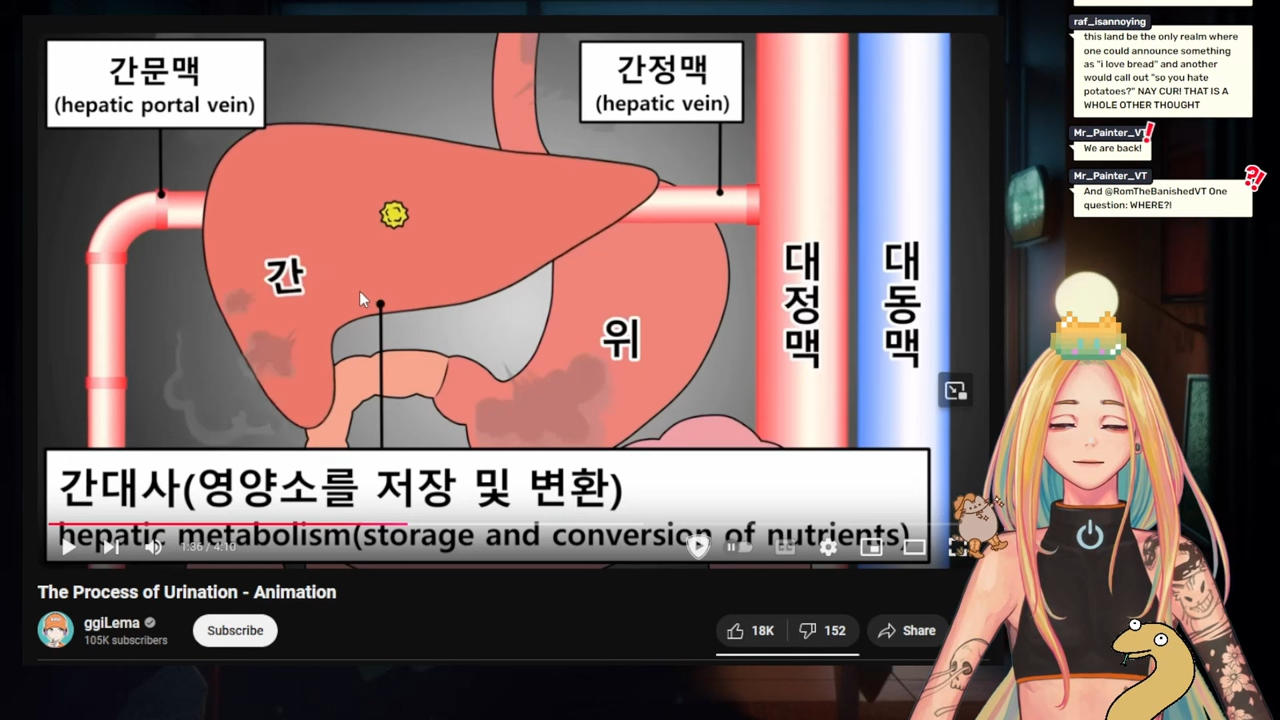 간문맥
(hepatic portal vein)
간정맥
(hepatic vein)
간
위
대정맥
대동맥
간대사(영양소를 저장 및 변환)
hepatic metabolism(storage and conversion of nutrients)
1:36 / 4:10
CC
The Process of Urination - Animation
ggiLema
105K subscribers
Subscribe
18K
152
Share
raf_isannoying
this land be the only realm where
one could announce something
as "i love bread" and another
would call out "so you hate
potatoes?" NAY CUR! THAT IS A
WHOLE OTHER THOUGHT
Mr_Painter_VT
We are back!
Mr_Painter_VT
And @RomTheBanishedVT One
question: WHERE?!